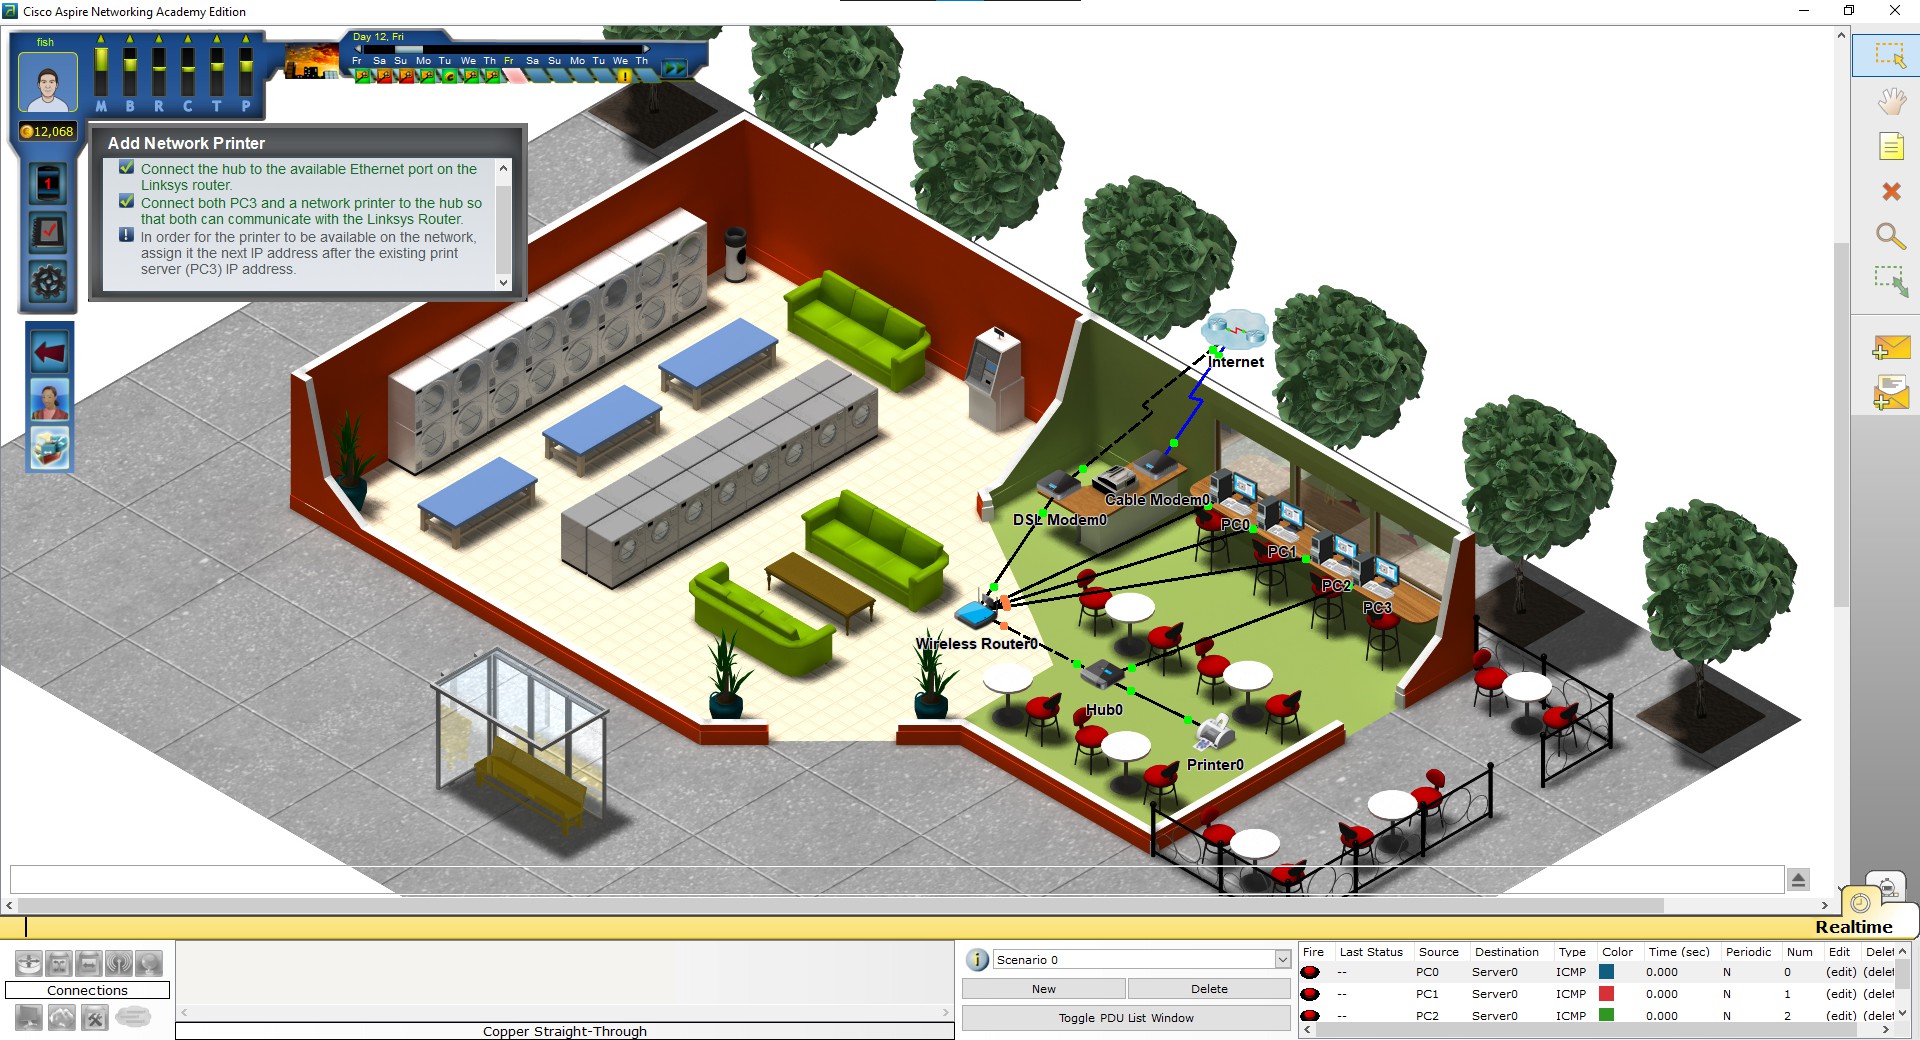 Cisco Aspire Networking Academy Edition
fish
M B R C T P
12,068
Day 12, Fri
Fr Sa Su Mo Tu We Th Fr Sa Su Mo Tu We Th
1
Add Network Printer
Connect the hub to the available Ethernet port on the
Linksys router.
Connect both PC3 and a network printer to the hub so
that both can communicate with the Linksys Router.
In order for the printer to be available on the network,
assign it the next IP address after the existing print
server (PC3) IP address.
Internet
Cable Modem0
DSL Modem0
PC0
PC1
PC2
PC3
Wireless Router0
Hub0
Printer0
Realtime
Connections
Copper Straight-Through
Scenario 0
New
Delete
Toggle PDU List Window
Fire Last Status Source Destination Type Color Time (sec) Periodic Num Edit Delet
-- PC0 Server0 ICMP 0.000 N 0 (edit) (delet
-- PC1 Server0 ICMP 0.000 N 1 (edit) (delet
-- PC2 Server0 ICMP 0.000 N 2 (edit) (delet